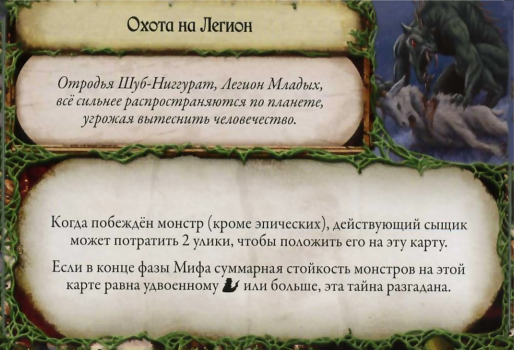 Охота на Легион
Отродья Шуб-Ниггурат, Легион Младых,
всё сильнее распространяются по планете,
угрожая вытеснить человечество.
Когда побеждён монстр (кроме эпических), действующий сыщик
может потратить 2 улики, чтобы положить его на эту карту.
Если в конце фазы Мифа суммарная стойкость монстров на этой
карте равна удвоенному или больше, эта тайна разгадана.